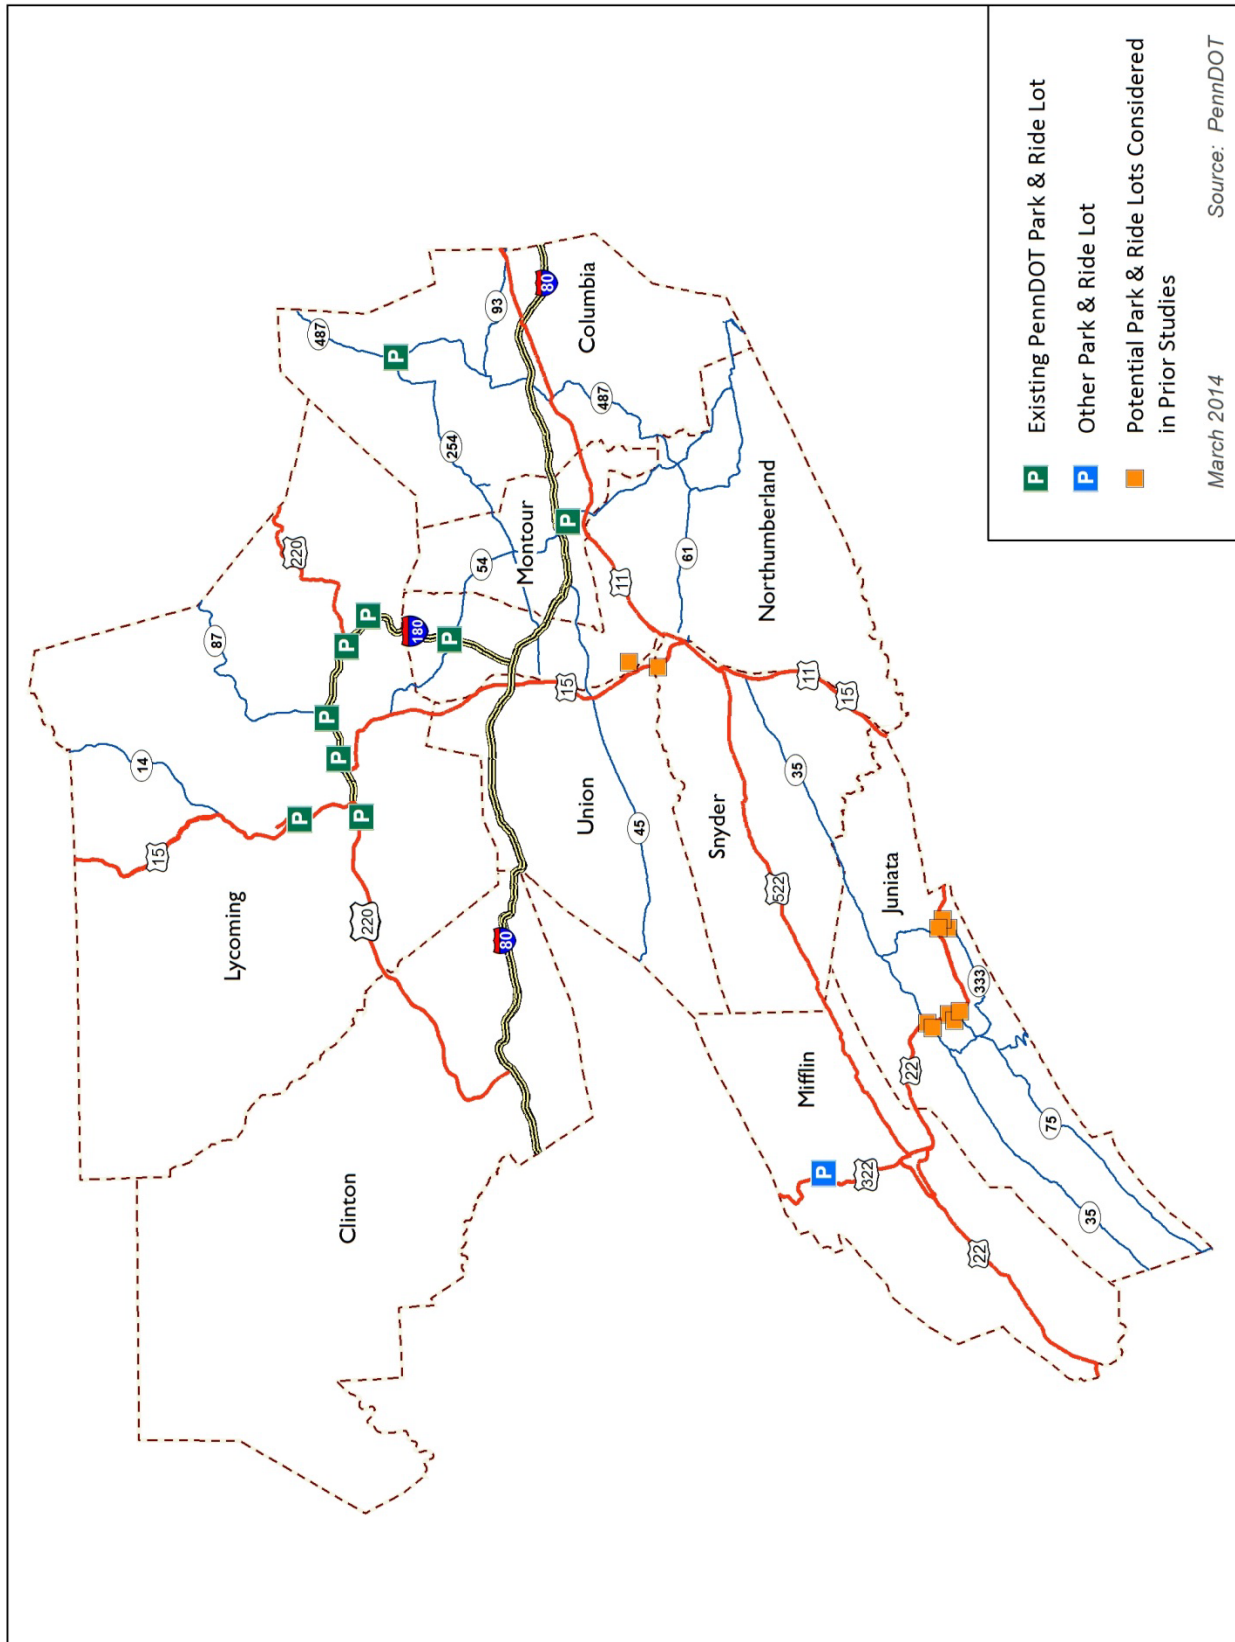 14
15
87
Lycoming
220
P
487
P
P
P
Clinton
P
220
P
P
180
P
254
54
93
80
Montour
80
15
P
Union
Columbia
487
11
45
61
Snyder
Northumberland
522
35
Mifflin
11
P
15
322
Juniata
22
22
333
75
35
P Existing PennDOT Park & Ride Lot
P Other Park & Ride Lot
Potential Park & Ride Lots Considered
in Prior Studies
March 2014 Source: PennDOT